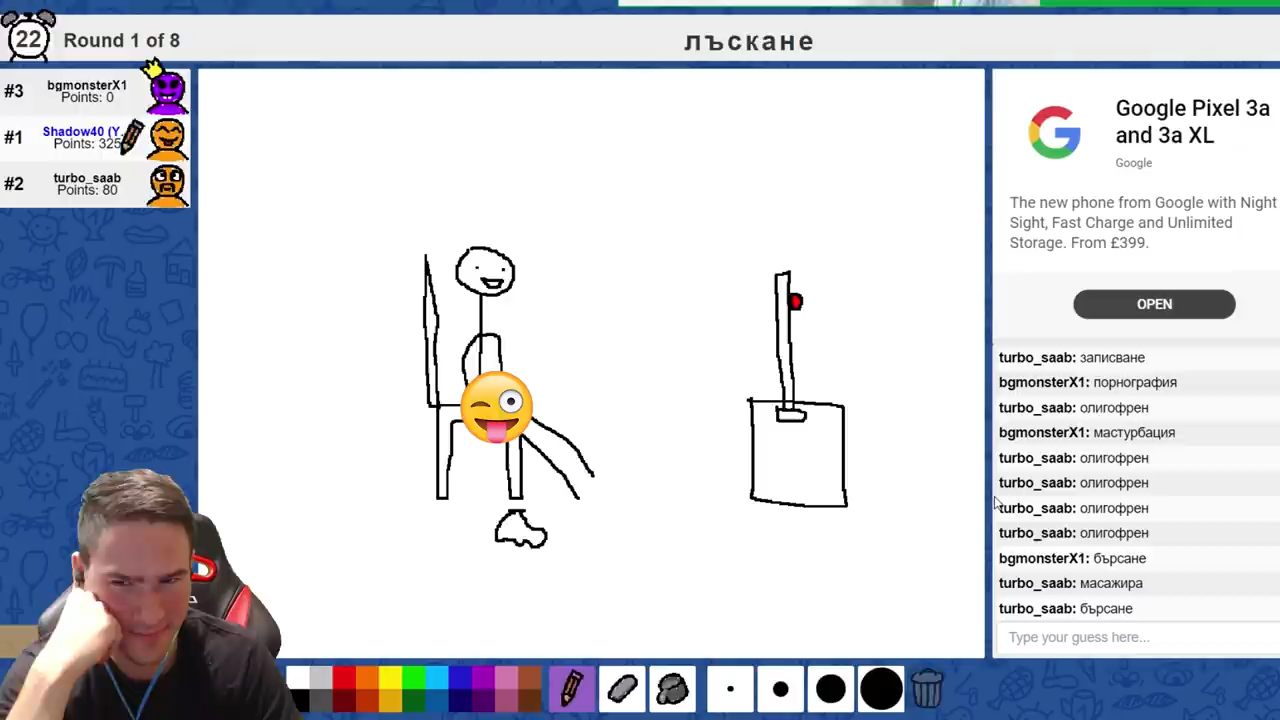 22
Round 1 of 8
лъскане
#3
bgmonsterX1
Points: 0
#1
Shadow40 (Y.
Points: 325
#2
turbo_saab
Points: 80
Google Pixel 3a
and 3a XL
Google
The new phone from Google with Night
Sight, Fast Charge and Unlimited
Storage. From £399.
OPEN
turbo_saab: записване
bgmonsterX1: порнография
turbo_saab: олигофрен
bgmonsterX1: мастурбация
turbo_saab: олигофрен
turbo_saab: олигофрен
turbo_saab: олигофрен
turbo_saab: олигофрен
bgmonsterX1: бърсане
turbo_saab: масажира
turbo_saab: бърсане
Type your guess here...